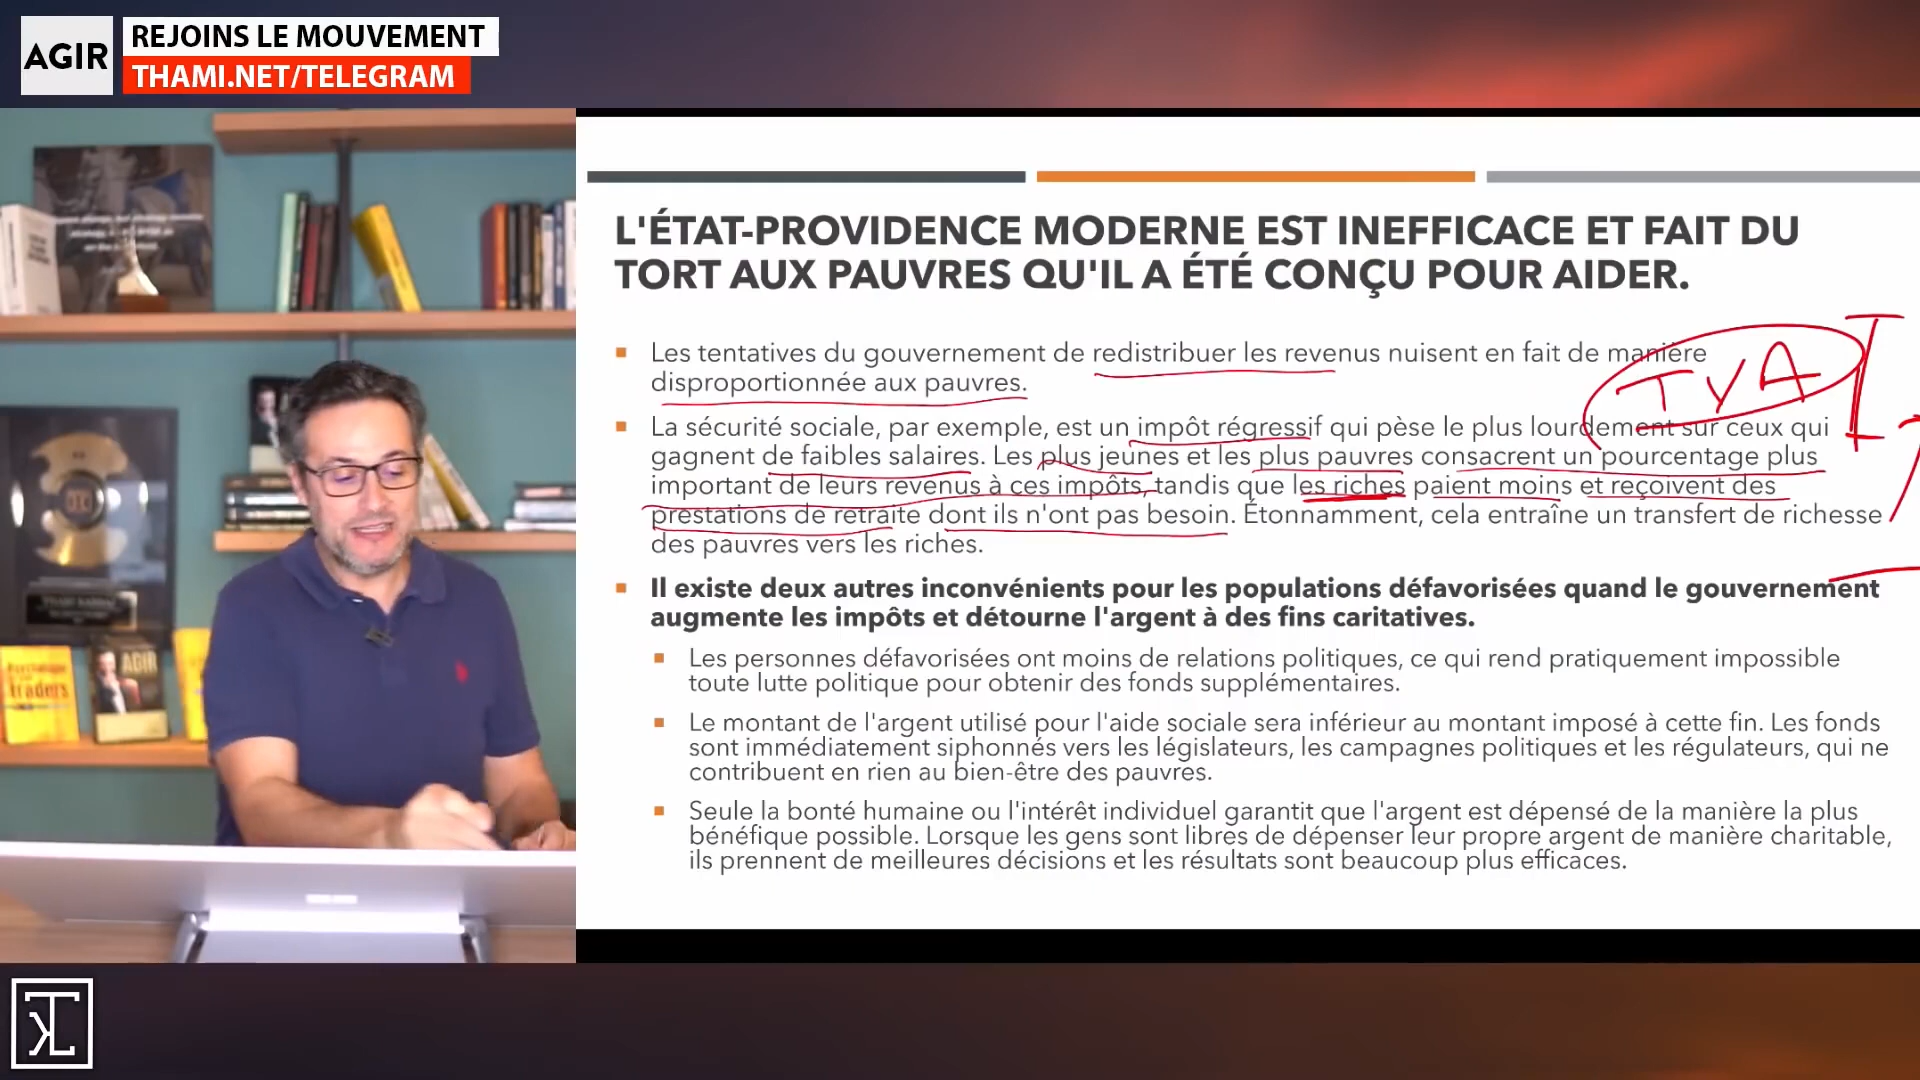 AGIR
REJOINS LE MOUVEMENT
THAMI.NET/TELEGRAM
L'ÉTAT-PROVIDENCE MODERNE EST INEFFICACE ET FAIT DU
TORT AUX PAUVRES QU'IL A ÉTÉ CONÇU POUR AIDER.
Les tentatives du gouvernement de redistribuer les revenus nuisent en fait de manière
disproportionnée aux pauvres.
TVA
La sécurité sociale, par exemple, est un impôt régressif qui pèse le plus lourdement sur ceux qui
gagnent de faibles salaires. Les plus jeunes et les plus pauvres consacrent un pourcentage plus
important de leurs revenus à ces impôts, tandis que les riches paient moins et reçoivent des
prestations de retraite dont ils n'ont pas besoin. Étonnamment, cela entraîne un transfert de richesse
des pauvres vers les riches.
Il existe deux autres inconvénients pour les populations défavorisées quand le gouvernement
augmente les impôts et détourne l'argent à des fins caritatives.
Les personnes défavorisées ont moins de relations politiques, ce qui rend pratiquement impossible
toute lutte politique pour obtenir des fonds supplémentaires.
Le montant de l'argent utilisé pour l'aide sociale sera inférieur au montant imposé à cette fin. Les fonds
sont immédiatement siphonnés vers les législateurs, les campagnes politiques et les régulateurs, qui ne
contribuent en rien au bien-être des pauvres.
Seule la bonté humaine ou l'intérêt individuel garantit que l'argent est dépensé de la manière la plus
bénéfique possible. Lorsque les gens sont libres de dépenser leur propre argent de manière charitable,
ils prennent de meilleures décisions et les résultats sont beaucoup plus efficaces.
traders
AGIR